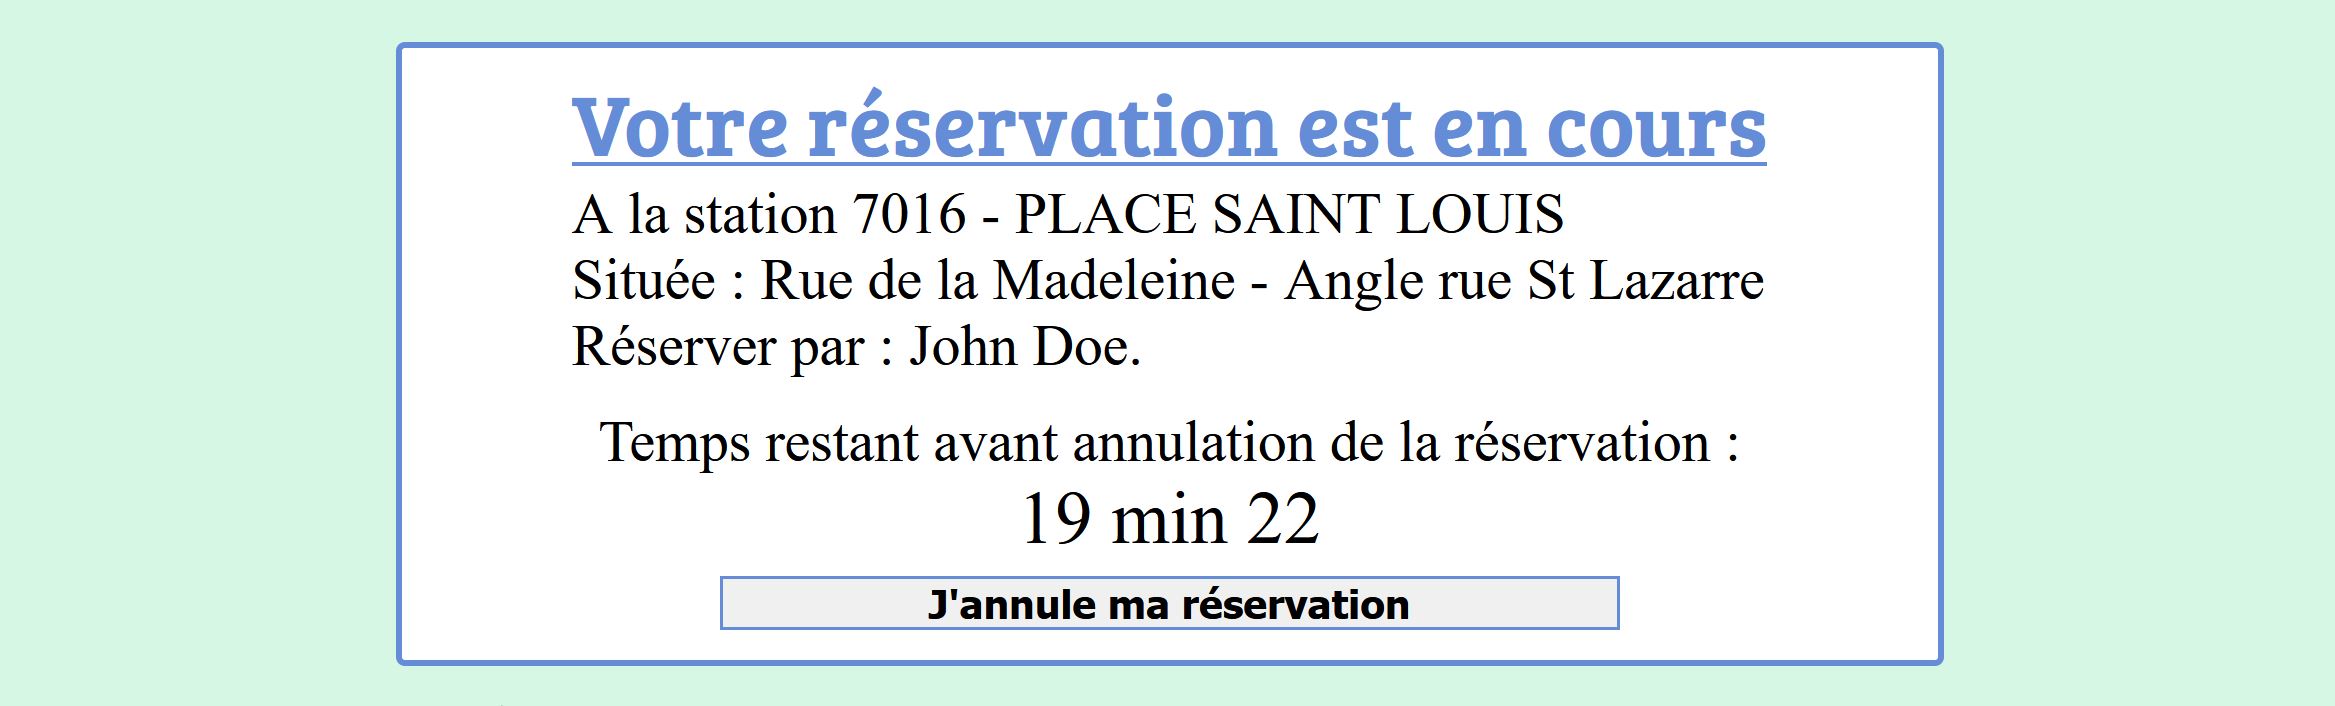 Votre réservation est en cours
A la station 7016 - PLACE SAINT LOUIS
Située : Rue de la Madeleine - Angle rue St Lazarre
Réserver par : John Doe.
Temps restant avant annulation de la réservation :
19 min 22
J'annule ma réservation